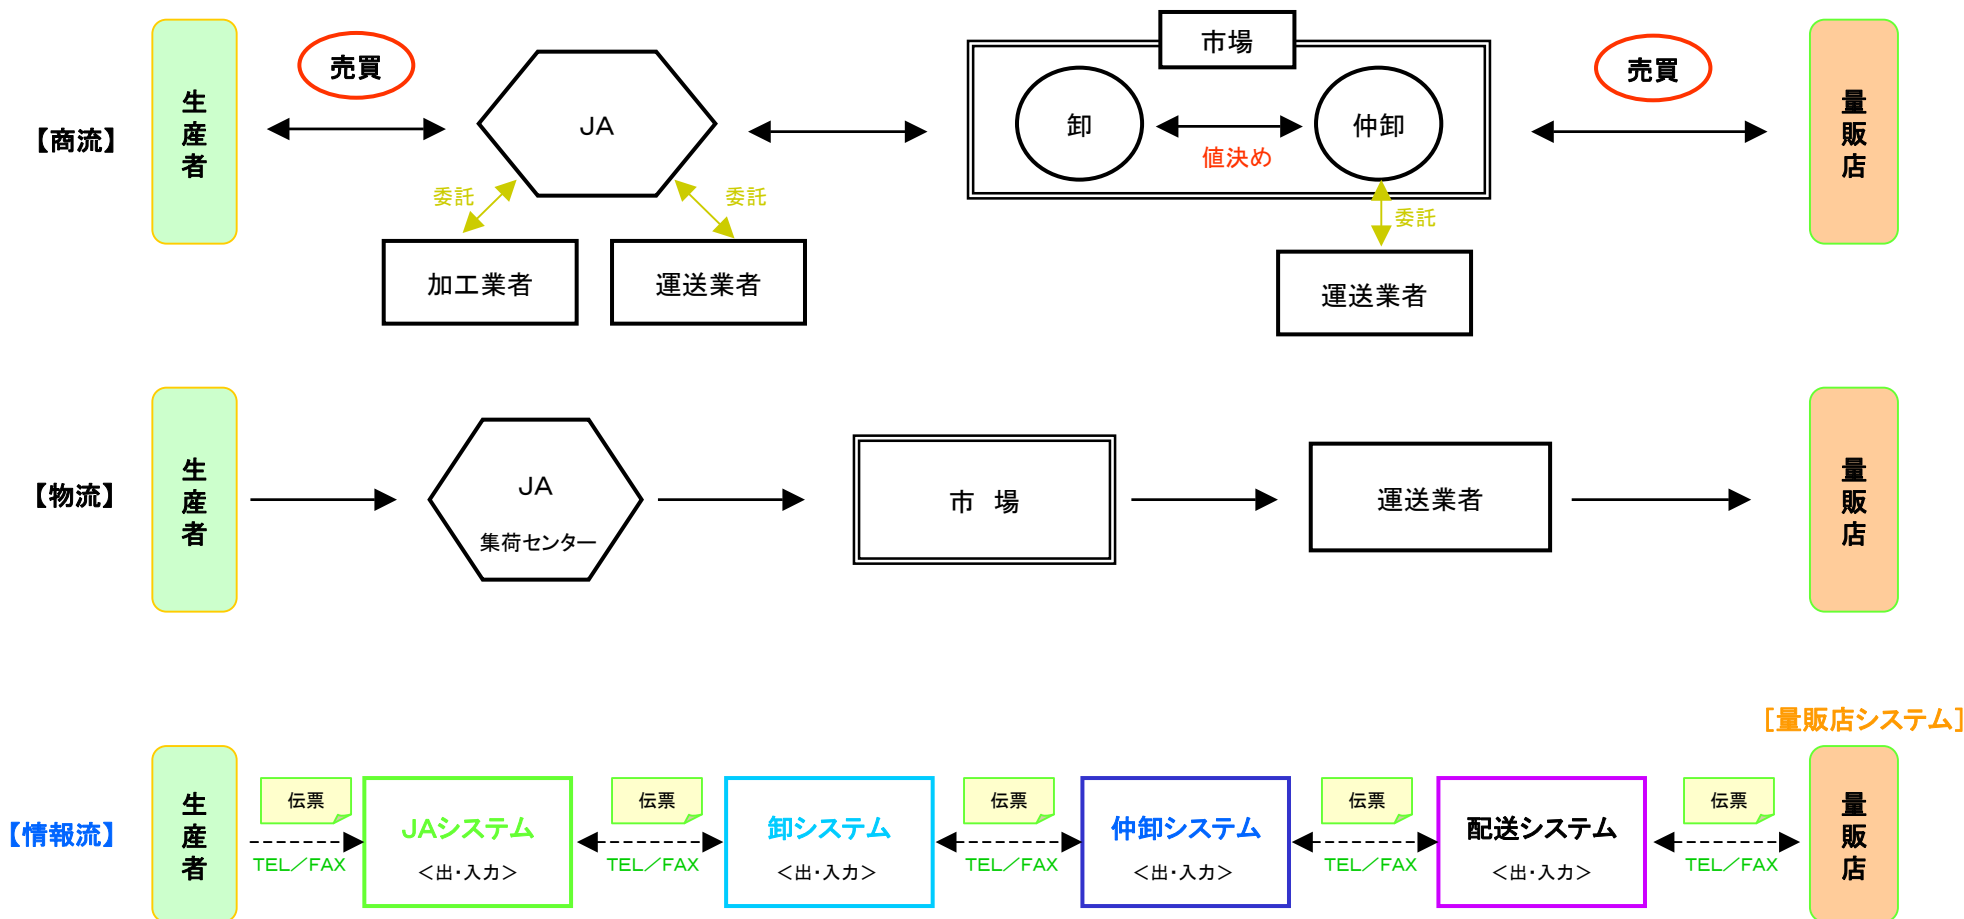 【商流】
生産者
売買
JA
委託
委託
加工業者
運送業者
市場
卸
値決め
仲卸
委託
運送業者
売買
量販店
【物流】
生産者
JA
集荷センター
市　場
運送業者
量販店
［量販店システム］
【情報流】
生産者
伝票
TEL／FAX
JAシステム
＜出・入力＞
伝票
TEL／FAX
卸システム
＜出・入力＞
伝票
TEL／FAX
仲卸システム
＜出・入力＞
伝票
TEL／FAX
配送システム
＜出・入力＞
伝票
TEL／FAX
量販店